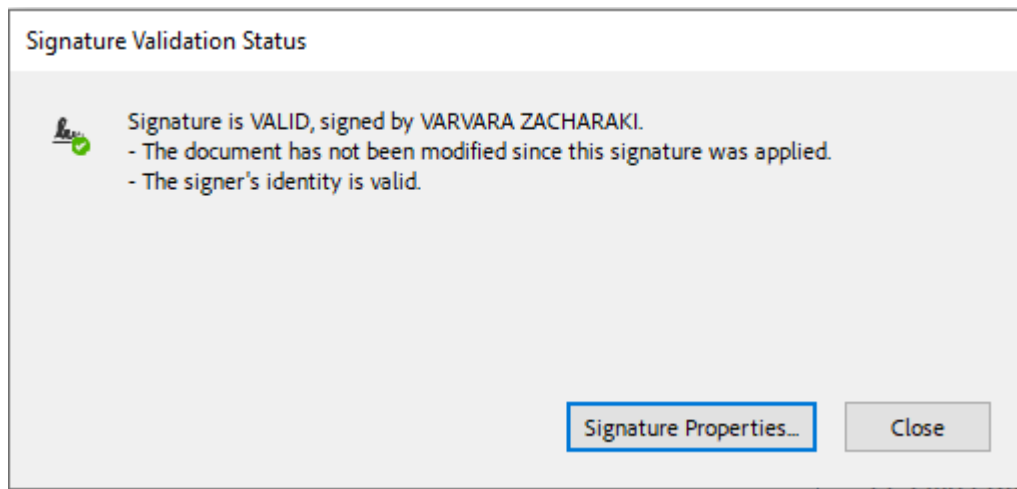 Signature Validation Status
Signature is VALID, signed by VARVARA ZACHARAKI.
- The document has not been modified since this signature was applied.
- The signer's identity is valid.
Signature Properties...
Close